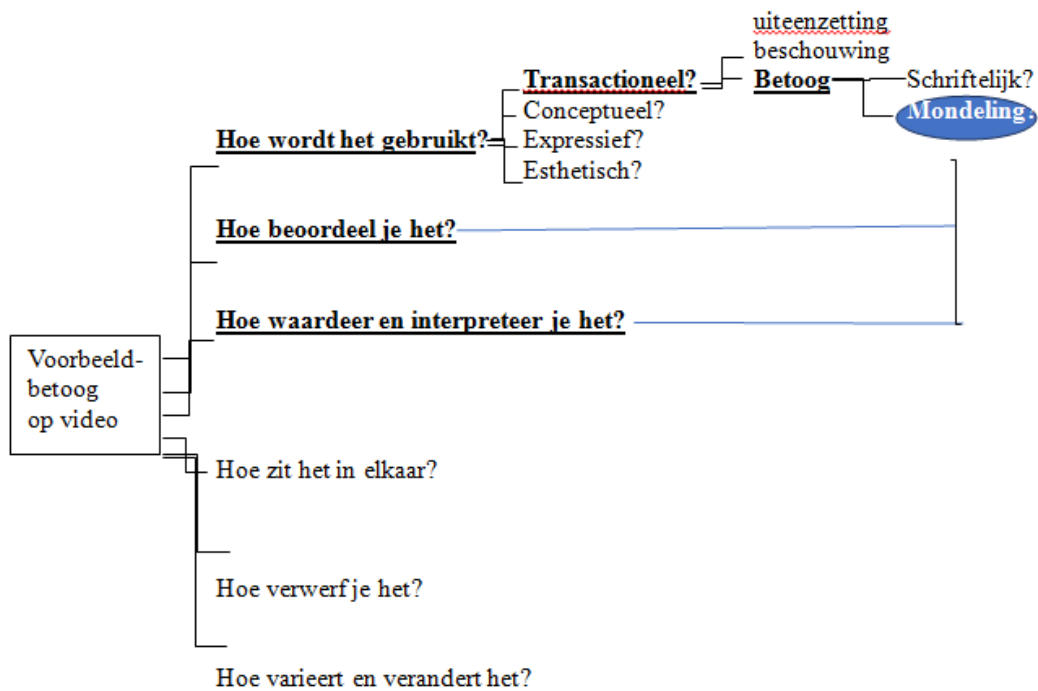 uiteenzetting
beschouwing
Transactioneel?
Betoog
Schriftelijk?
Conceptueel?
Mondeling?
Hoe wordt het gebruikt?
Expressief?
Esthetisch?
Hoe beoordeel je het?
Hoe waardeer en interpreteer je het?
Voorbeeld-
betoog
op video
Hoe zit het in elkaar?
Hoe verwerf je het?
Hoe varieert en verandert het?